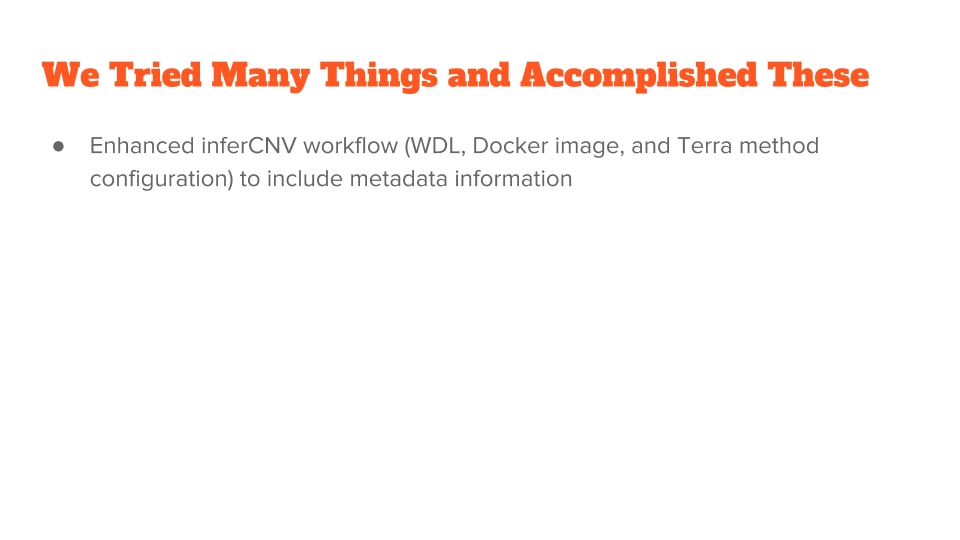 We Tried Many Things and Accomplished These
● Enhanced inferCNV workflow (WDL, Docker image, and Terra method
configuration) to include metadata information